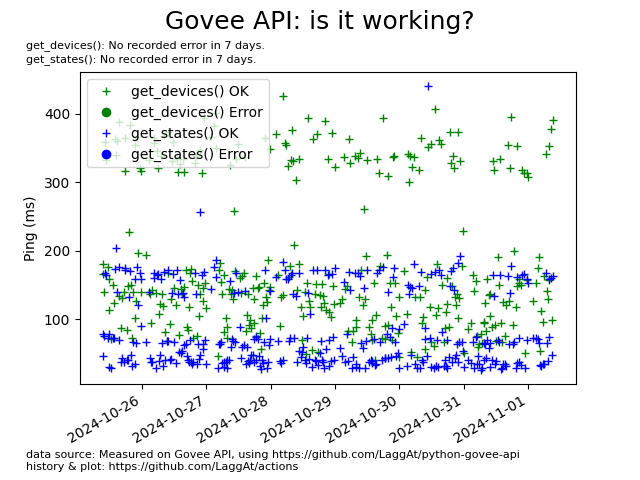 Govee API: is it working?
get_devices(): No recorded error in 7 days.
get_states(): No recorded error in 7 days.
get_devices() OK
get_devices() Error
get_states() OK
get_states() Error
Ping (ms)
400
300
200
100
2024-10-26
2024-10-27
2024-10-28
2024-10-29
2024-10-30
2024-10-31
2024-11-01
data source: Measured on Govee API, using https://github.com/LaggAt/python-govee-api
history & plot: https://github.com/LaggAt/actions